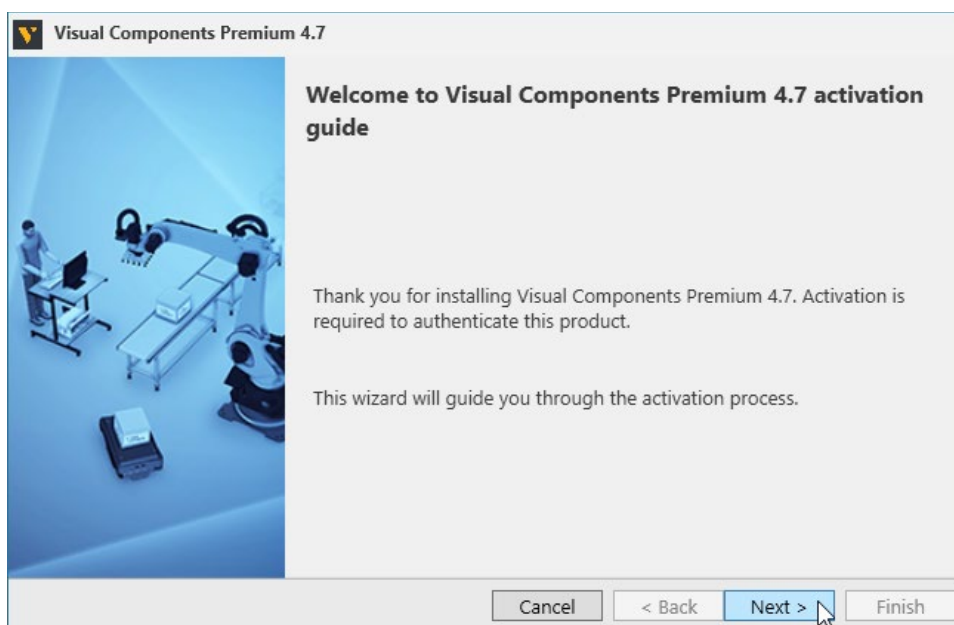 Visual Components Premium 4.7
Welcome to Visual Components Premium 4.7 activation
guide
Thank you for installing Visual Components Premium 4.7. Activation is
required to authenticate this product.
This wizard will guide you through the activation process.
Cancel
< Back
Next >
Finish